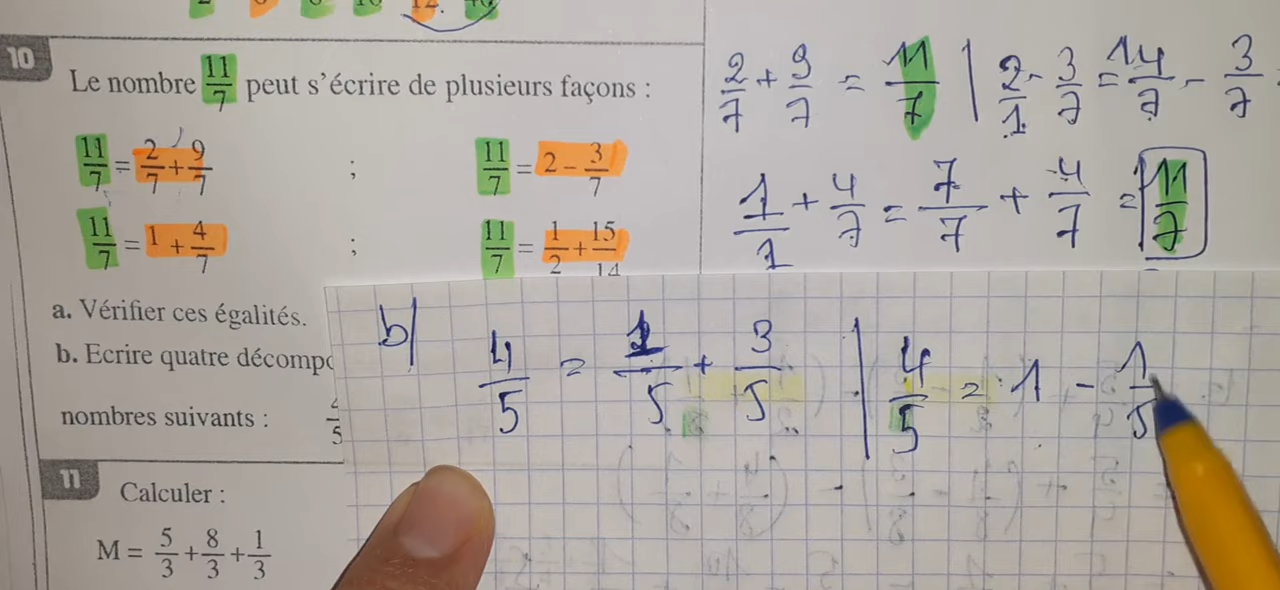 10
Le nombre 11/7 peut s'écrire de plusieurs façons :
11/7 = 2/7 + 9/7 ; 11/7 = 2 - 3/7
11/7 = 1 + 4/7 ; 11/7 = 1/2 + 15/14
a. Vérifier ces égalités.
b. Ecrire quatre décompo
nombres suivants : 4/5
11
Calculer :
M = 5/3 + 8/3 + 1/3
2/7 + 9/7 = 11/7 | 2/1 - 3/7 = 14/7 - 3/7
1/1 + 4/7 = 7/7 + 4/7 = 11/7
b/ 4/5 = 1/5 + 3/5 | 4/5 = 1 - 1/5